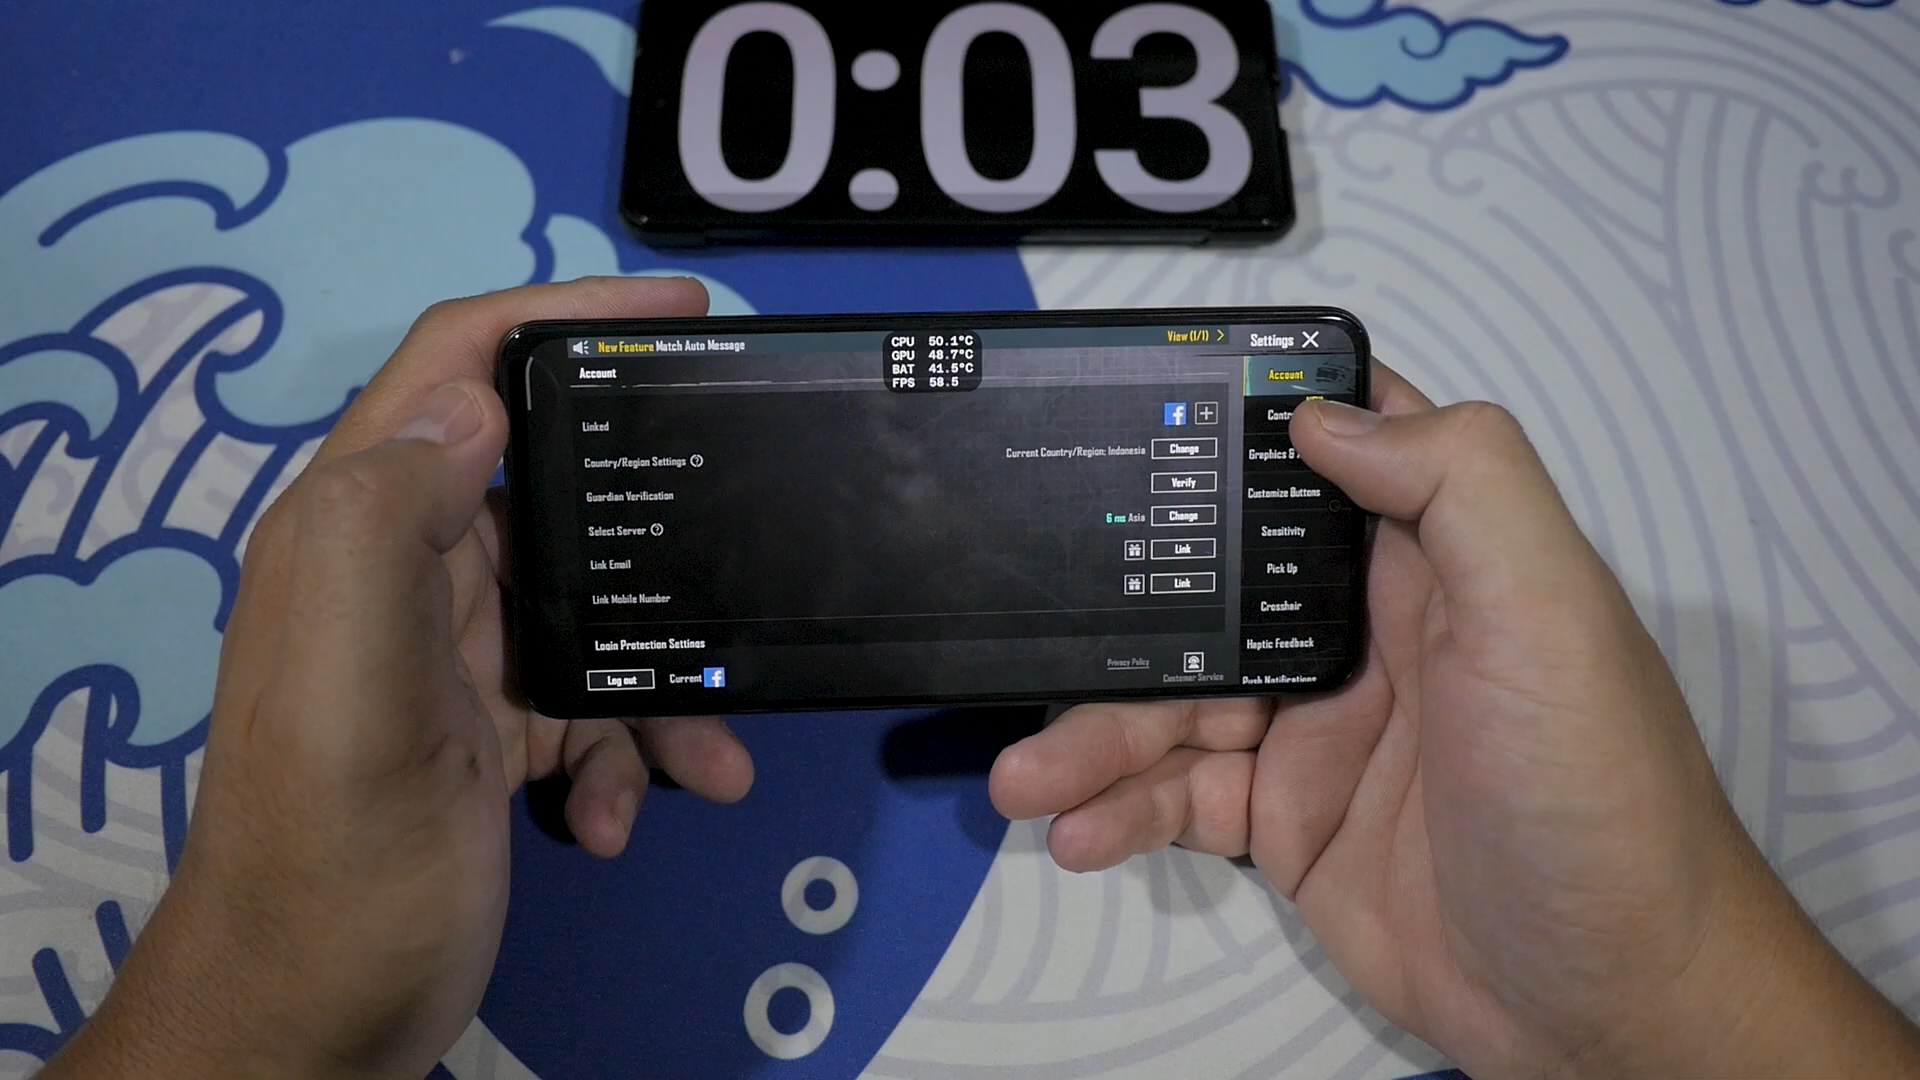 0:03
New Feature Match Auto Message
View (1/1) >
Settings X
CPU 50.1°C
GPU 48.7°C
BAT 41.5°C
FPS 58.5
Account
Linked
Country/Region Settings ?
Current Country/Region: Indonesia
Change
Guardian Verification
Verify
Select Server ?
6 ms Asia
Change
Link Email
Link
Link Mobile Number
Link
Login Protection Settings
Log out
Current
Privacy Policy
Customer Service
Account
Graphics &
Customize Buttons
Sensitivity
Pick Up
Crosshair
Haptic Feedback
Push Notifications